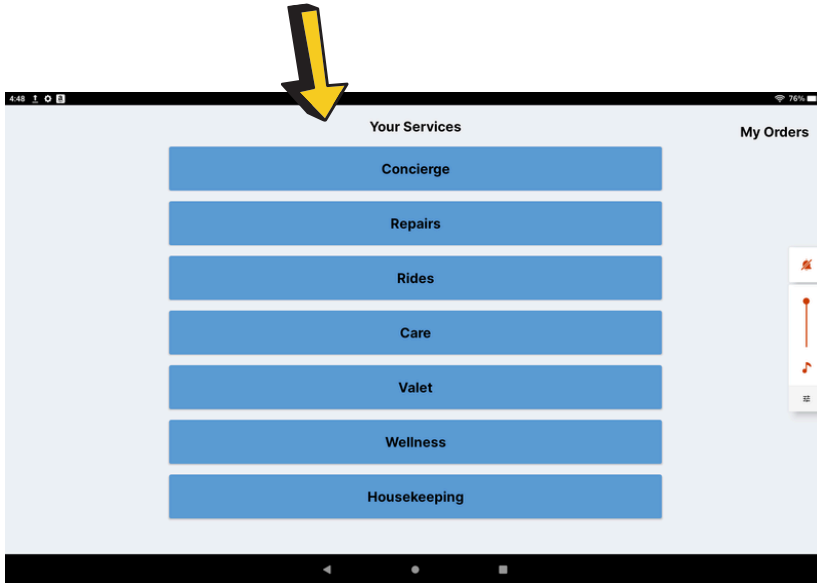 4:48
76%
Your Services
My Orders
Concierge
Repairs
Rides
Care
Valet
Wellness
Housekeeping